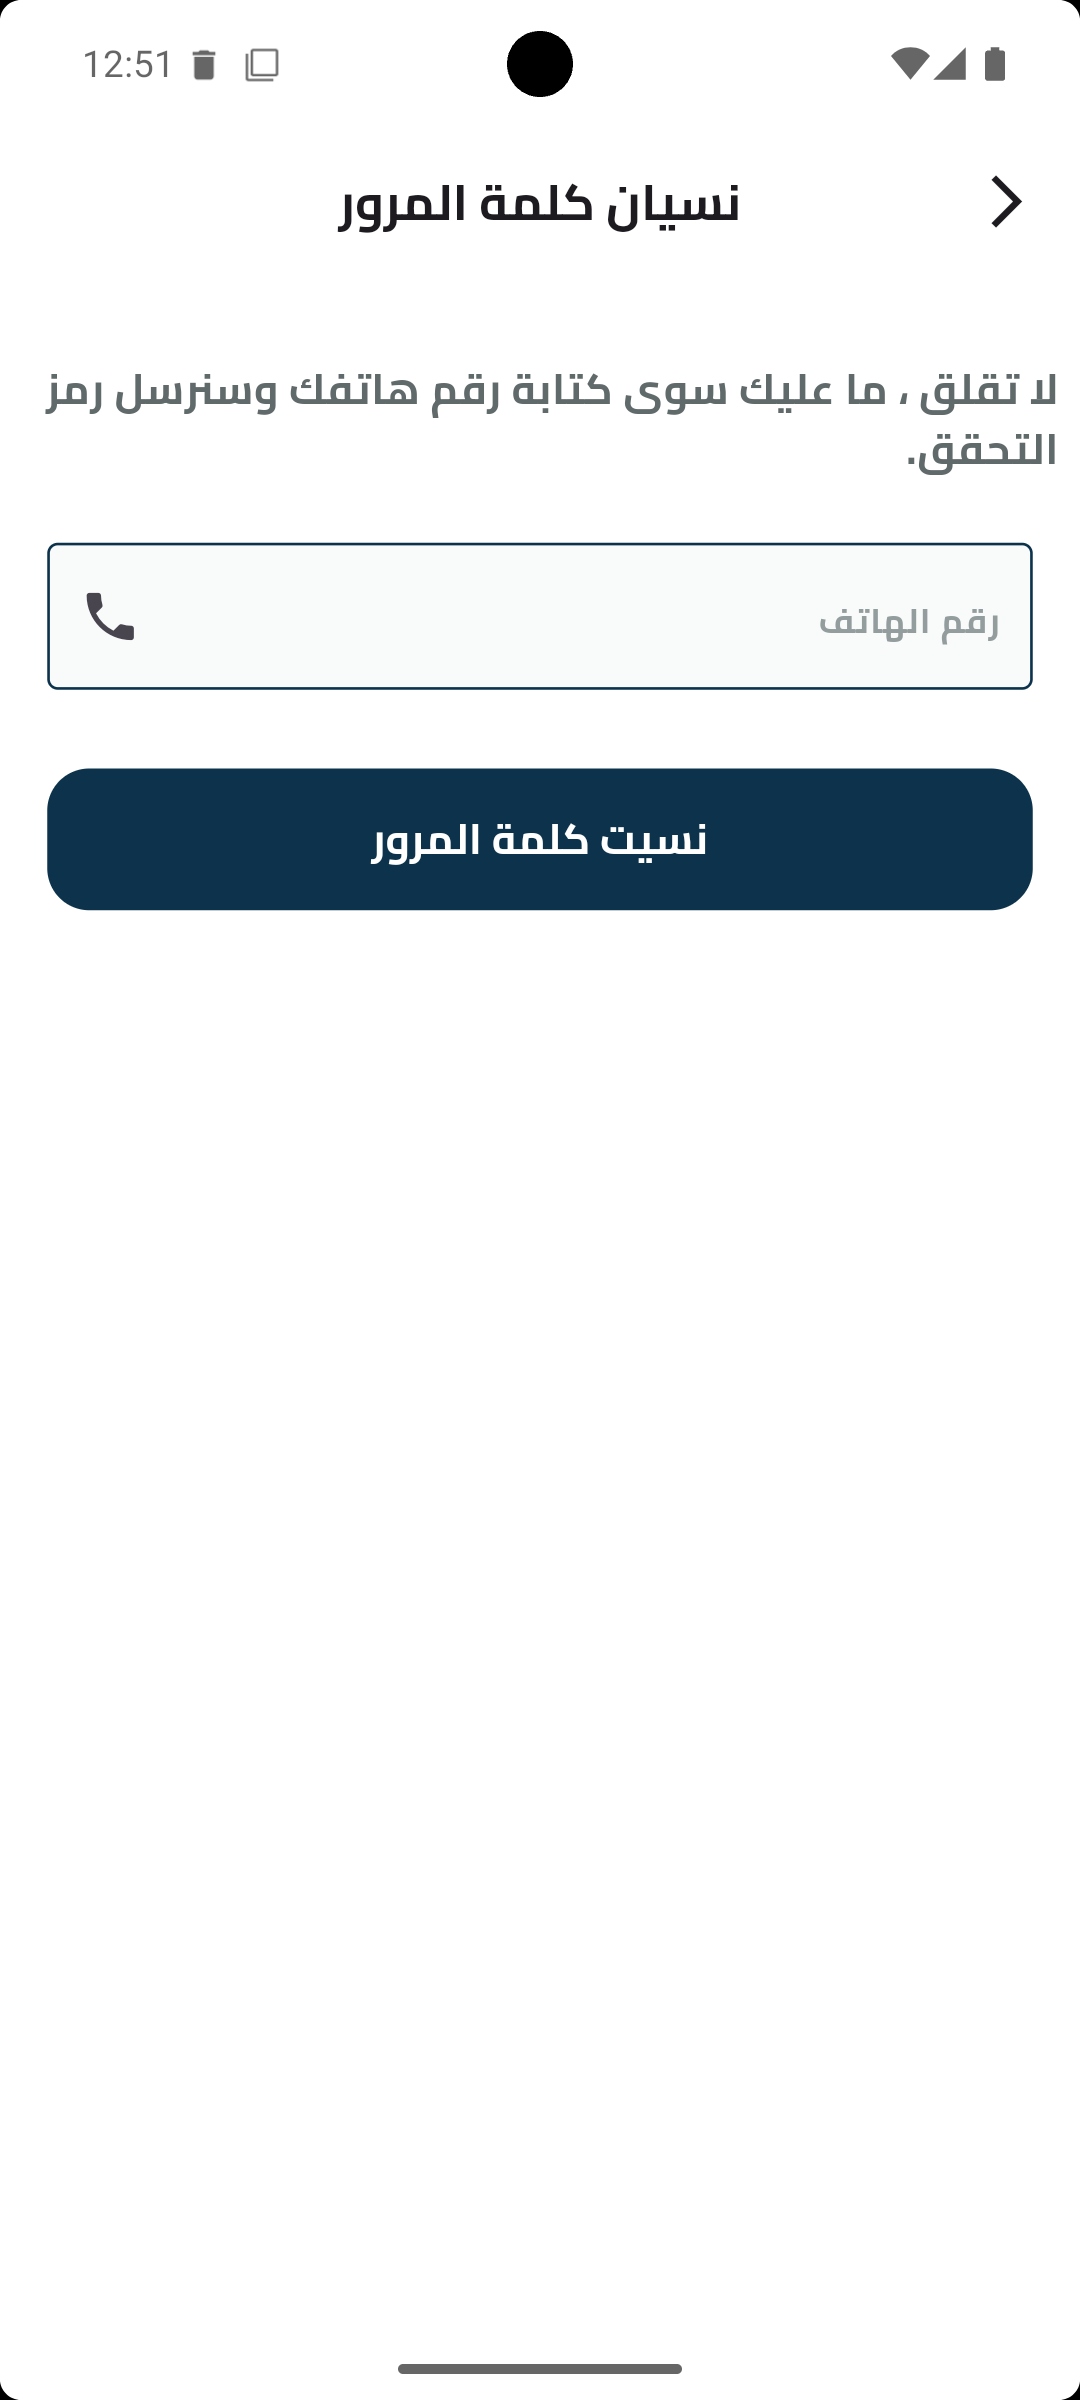 12:51
نسيان كلمة المرور
لا تقلق ، ما عليك سوى كتابة رقم هاتفك وسنرسل رمز
التحقق.
رقم الهاتف
نسيت كلمة المرور